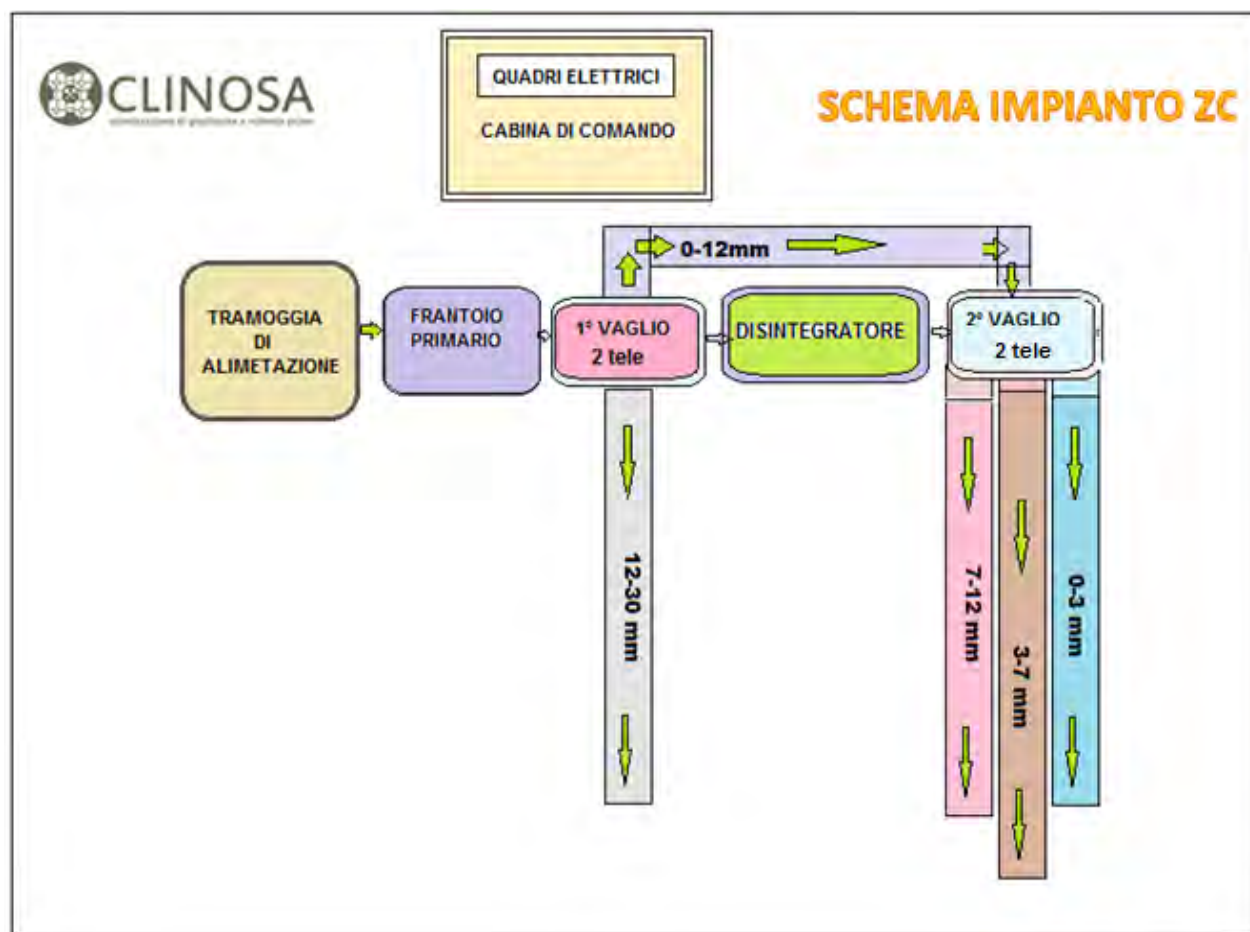 CLINOSA
QUADRI ELETTRICI
CABINA DI COMANDO
SCHEMA IMPIANTO ZC
0-12mm
TRAMOGGIA
DI
ALIMETAZIONE
FRANTOIO
PRIMARIO
1° VAGLIO
2 tele
DISINTEGRATORE
2° VAGLIO
2 tele
12-30 mm
7-12 mm
3-7 mm
0-3 mm